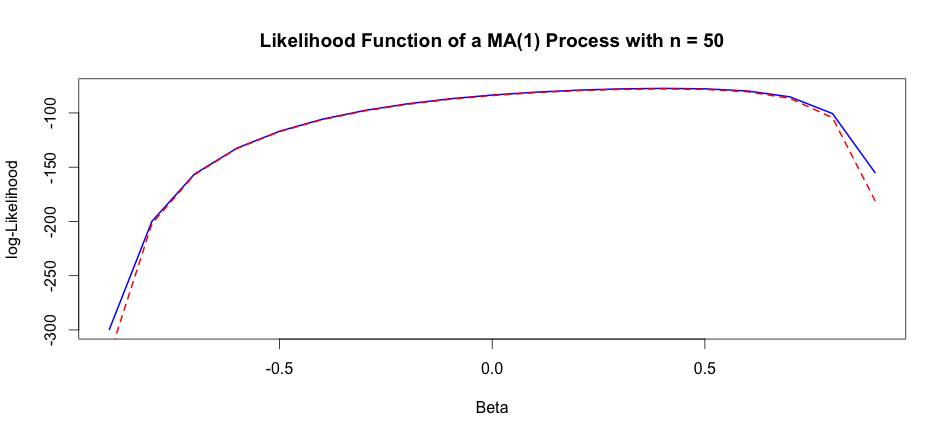 Likelihood Function of a MA(1) Process with n = 50
log-Likelihood
-100
-150
-200
-250
-300
-0.5 0.0 0.5
Beta